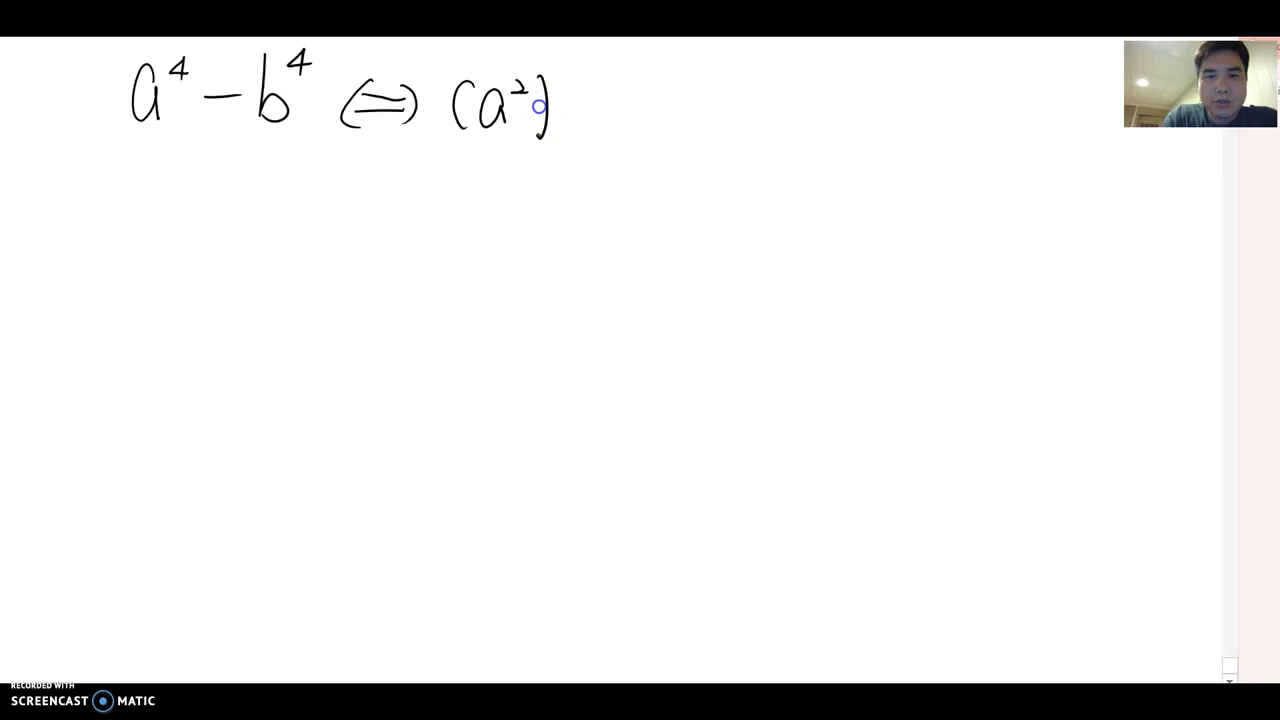 a⁴ − b⁴ (=) (a²)
RECORDED WITH
SCREENCAST MATIC